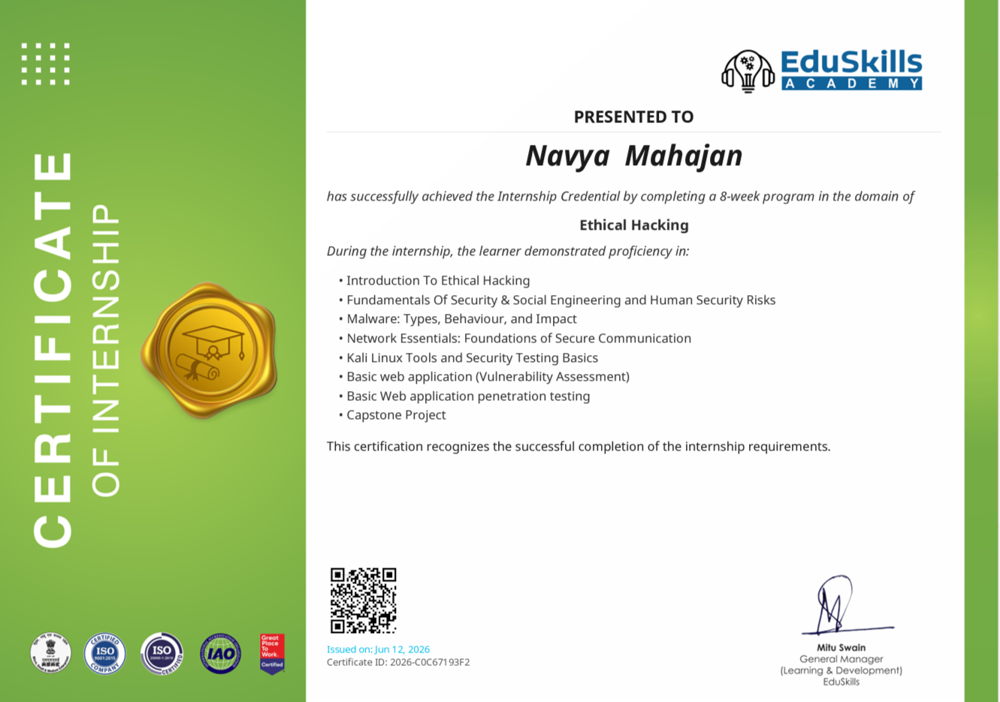 CERTIFICATE
OF INTERNSHIP
EduSkills
ACADEMY
PRESENTED TO
Navya Mahajan
has successfully achieved the Internship Credential by completing a 8-week program in the domain of
Ethical Hacking
During the internship, the learner demonstrated proficiency in:
• Introduction To Ethical Hacking
• Fundamentals Of Security & Social Engineering and Human Security Risks
• Malware: Types, Behaviour, and Impact
• Network Essentials: Foundations of Secure Communication
• Kali Linux Tools and Security Testing Basics
• Basic web application (Vulnerability Assessment)
• Basic Web application penetration testing
• Capstone Project
This certification recognizes the successful completion of the internship requirements.
Issued on: Jun 12, 2026
Certificate ID: 2026-C0C67193F2
Mitu Swain
General Manager
(Learning & Development)
EduSkills
CERTIFIED
ISO
9001:2015
COMPANY
ISO
CERTIFIED
IAO
Great
Place
To
Work.
Certified